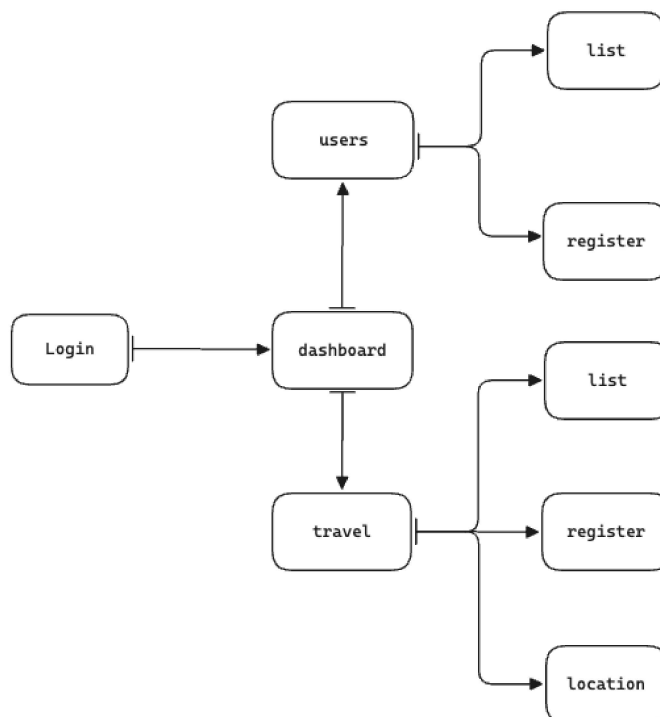 list
users
register
Login
dashboard
list
travel
register
location